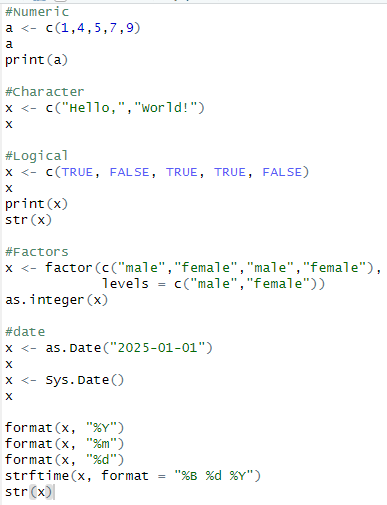 #Numeric
a <- c(1,4,5,7,9)
a
print(a)
#Character
x <- c("Hello,","World!")
x
#Logical
x <- c(TRUE, FALSE, TRUE, TRUE, FALSE)
x
print(x)
str(x)
#Factors
x <- factor(c("male","female","male","female"),
            levels = c("male","female"))
as.integer(x)
#date
x <- as.Date("2025-01-01")
x
x <- Sys.Date()
x
format(x, "%Y")
format(x, "%m")
format(x, "%d")
strftime(x, format = "%B %d %Y")
str(x)